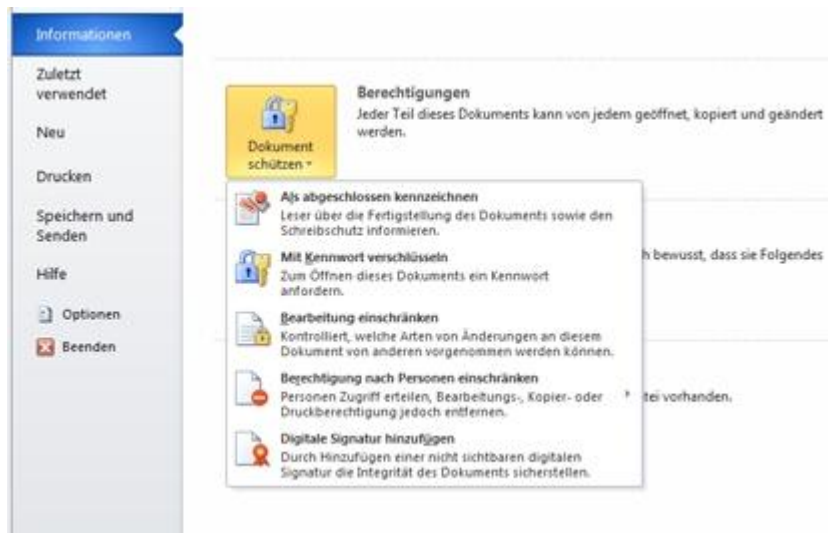 Informationen
Zuletzt
verwendet
Neu
Drucken
Speichern und
Senden
Hilfe
Optionen
Beenden
Dokument
schützen
Berechtigungen
Jeder Teil dieses Dokuments kann von jedem geöffnet, kopiert und geändert
werden.
Als abgeschlossen kennzeichnen
Leser über die Fertigstellung des Dokuments sowie den
Schreibschutz informieren.
Mit Kennwort verschlüsseln
Zum Öffnen dieses Dokuments ein Kennwort
anfordern.
Bearbeitung einschränken
Kontrolliert, welche Arten von Änderungen an diesem
Dokument von anderen vorgenommen werden können.
Berechtigung nach Personen einschränken
Personen Zugriff erteilen, Bearbeitungs-, Kopier- oder
Druckberechtigung jedoch entfernen.
Digitale Signatur hinzufügen
Durch Hinzufügen einer nicht sichtbaren digitalen
Signatur die Integrität des Dokuments sicherstellen.
h bewusst, dass sie Folgendes
tei vorhanden.